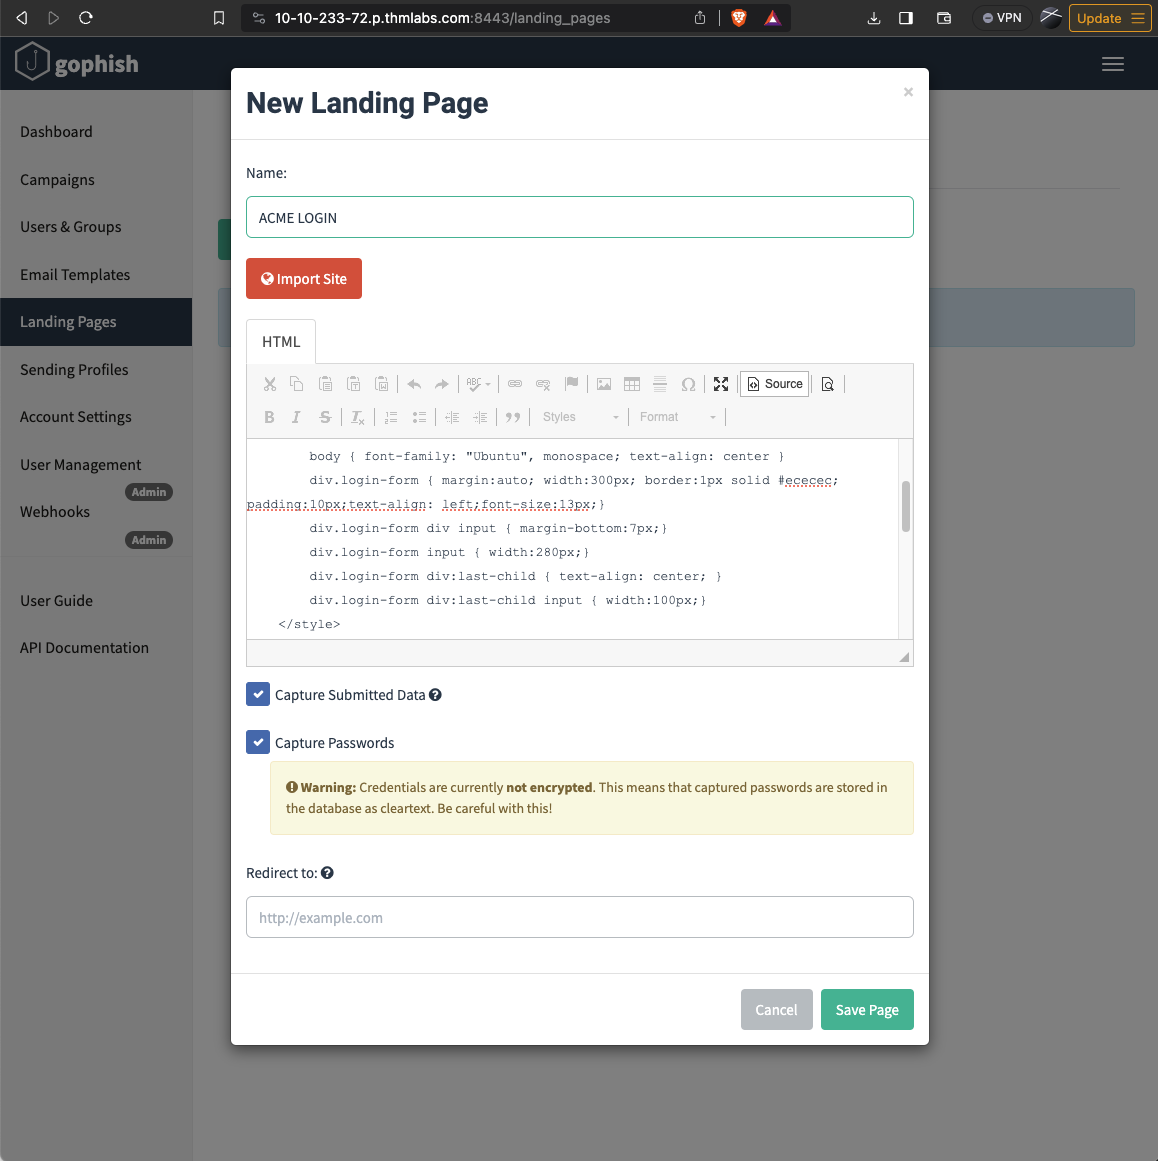 10-10-233-72.p.thmlabs.com:8443/landing_pages
VPN
Update
gophish
Dashboard
Campaigns
Users & Groups
Email Templates
Landing Pages
Sending Profiles
Account Settings
User Management
Admin
Webhooks
Admin
User Guide
API Documentation
New Landing Page
×
Name:
ACME LOGIN
Import Site
HTML
ABC
Source
B I S Tx
Styles
Format
body { font-family: "Ubuntu", monospace; text-align: center }
div.login-form { margin:auto; width:300px; border:1px solid #ececec;
padding:10px;text-align: left;font-size:13px;}
div.login-form div input { margin-bottom:7px;}
div.login-form input { width:280px;}
div.login-form div:last-child { text-align: center; }
div.login-form div:last-child input { width:100px;}
</style>
Capture Submitted Data
Capture Passwords
Warning: Credentials are currently not encrypted. This means that captured passwords are stored in
the database as cleartext. Be careful with this!
Redirect to:
http://example.com
Cancel
Save Page